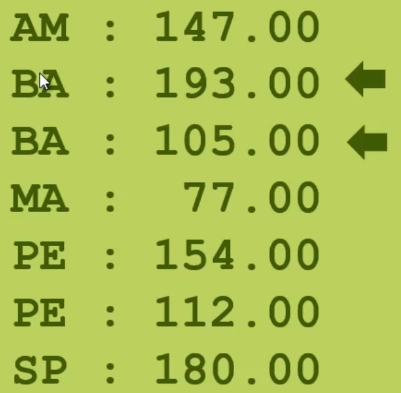 AM : 147.00
BA : 193.00
BA : 105.00
MA :  77.00
PE : 154.00
PE : 112.00
SP : 180.00